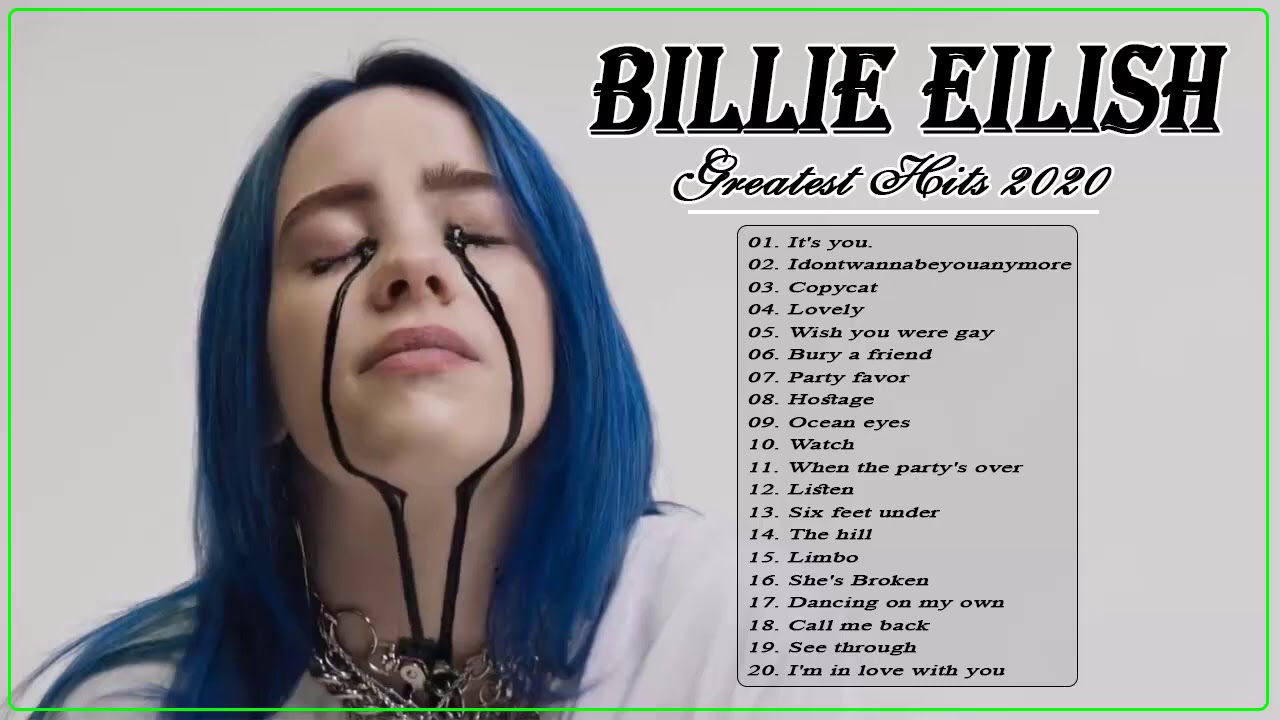 BILLIE EILISH
Greatest Hits 2020
01. It's you.
02. Idontwannabeyouanymore
03. Copycat
04. Lovely
05. Wish you were gay
06. Bury a friend
07. Party favor
08. Hostage
09. Ocean eyes
10. Watch
11. When the party's over
12. Listen
13. Six feet under
14. The hill
15. Limbo
16. She's Broken
17. Dancing on my own
18. Call me back
19. See through
20. I'm in love with you